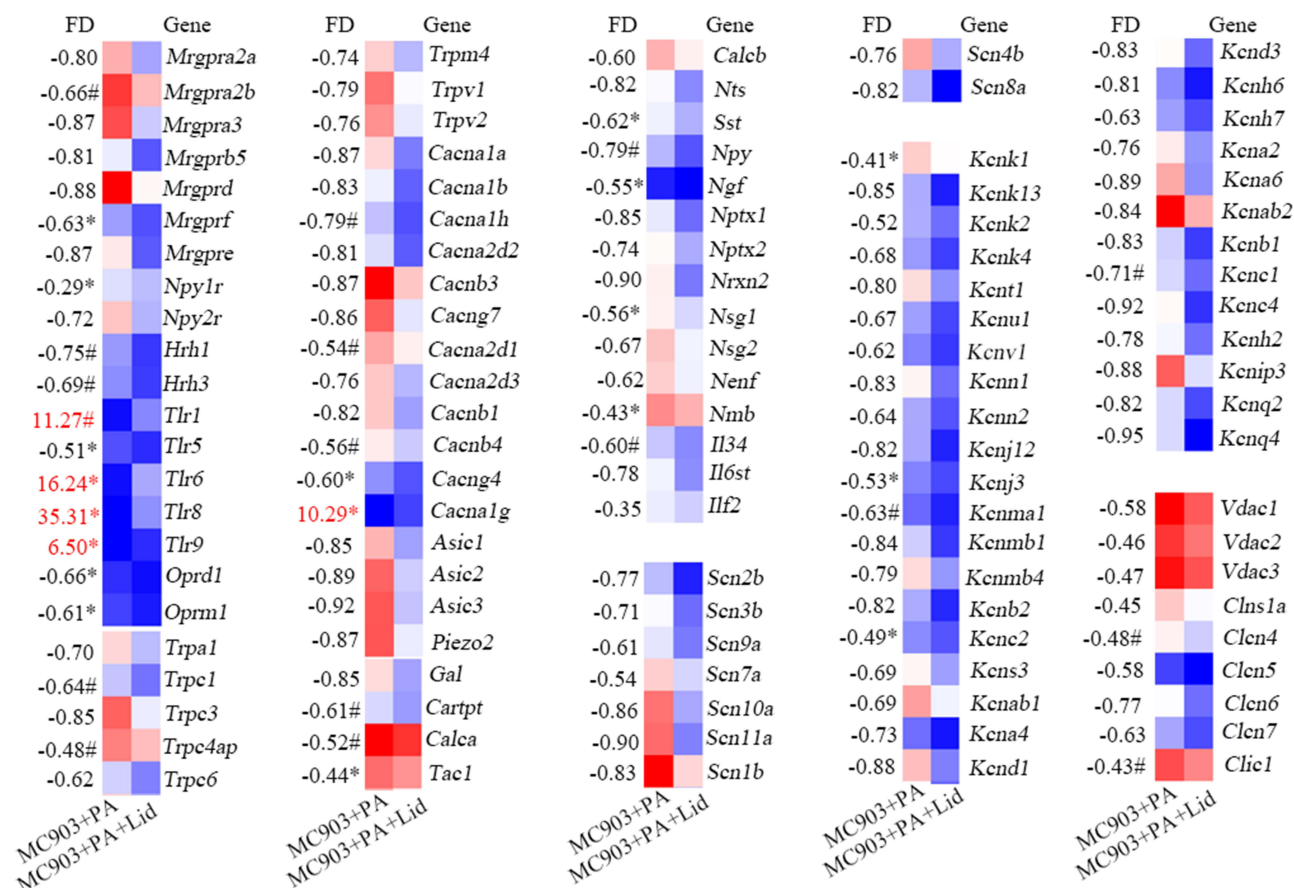 FD Gene
-0.80 Mrgpra2a
-0.66# Mrgpra2b
-0.87 Mrgpra3
-0.81 Mrgprb5
-0.88 Mrgprd
-0.63* Mrgprf
-0.87 Mrgpre
-0.29* Npy1r
-0.72 Npy2r
-0.75# Hrh1
-0.69# Hrh3
11.27# Tlr1
-0.51* Tlr5
16.24* Tlr6
35.31* Tlr8
6.50* Tlr9
-0.66* Oprd1
-0.61* Oprm1
-0.70 Trpa1
-0.64# Trpc1
-0.85 Trpc3
-0.48# Trpc4ap
-0.62 Trpc6
MC903+PA
MC903+PA+Lid
FD Gene
-0.74 Trpm4
-0.79 Trpv1
-0.76 Trpv2
-0.87 Cacna1a
-0.83 Cacna1b
-0.79# Cacna1h
-0.81 Cacna2d2
-0.87 Cacnb3
-0.86 Cacng7
-0.54# Cacna2d1
-0.76 Cacna2d3
-0.82 Cacnb1
-0.56# Cacnb4
-0.60* Cacng4
10.29* Cacna1g
-0.85 Asic1
-0.89 Asic2
-0.92 Asic3
-0.87 Piezo2
-0.85 Gal
-0.61# Cartpt
-0.52# Calca
-0.44* Tac1
MC903+PA
MC903+PA+Lid
FD Gene
-0.60 Calcb
-0.82 Nts
-0.62* Sst
-0.79# Npy
-0.55* Ngf
-0.85 Nptx1
-0.74 Nptx2
-0.90 Nrxn2
-0.56* Nsg1
-0.67 Nsg2
-0.62 Nenf
-0.43* Nmb
-0.60# Il34
-0.78 Il6st
-0.35 Ilf2
-0.77 Scn2b
-0.71 Scn3b
-0.61 Scn9a
-0.54 Scn7a
-0.86 Scn10a
-0.90 Scn11a
-0.83 Scn1b
MC903+PA
MC903+PA+Lid
FD Gene
-0.76 Scn4b
-0.82 Scn8a
-0.41* Kcnk1
-0.85 Kcnk13
-0.52 Kcnk2
-0.68 Kcnk4
-0.80 Kcnt1
-0.67 Kcnu1
-0.62 Kcnv1
-0.83 Kcnn1
-0.64 Kcnn2
-0.82 Kcnj12
-0.53* Kcnj3
-0.63# Kcnma1
-0.84 Kcnmb1
-0.79 Kcnmb4
-0.82 Kcnb2
-0.49* Kcnc2
-0.69 Kcns3
-0.69 Kcnab1
-0.73 Kcna4
-0.88 Kcnd1
MC903+PA
MC903+PA+Lid
FD Gene
-0.83 Kcnd3
-0.81 Kcnh6
-0.63 Kcnh7
-0.76 Kcna2
-0.89 Kcna6
-0.84 Kcnab2
-0.83 Kcnb1
-0.71# Kcnc1
-0.92 Kcnc4
-0.78 Kcnh2
-0.88 Kcnip3
-0.82 Kcnq2
-0.95 Kcnq4
-0.58 Vdac1
-0.46 Vdac2
-0.47 Vdac3
-0.45 Clns1a
-0.48# Clcn4
-0.58 Clcn5
-0.77 Clcn6
-0.63 Clcn7
-0.43# Clic1
MC903+PA
MC903+PA+Lid